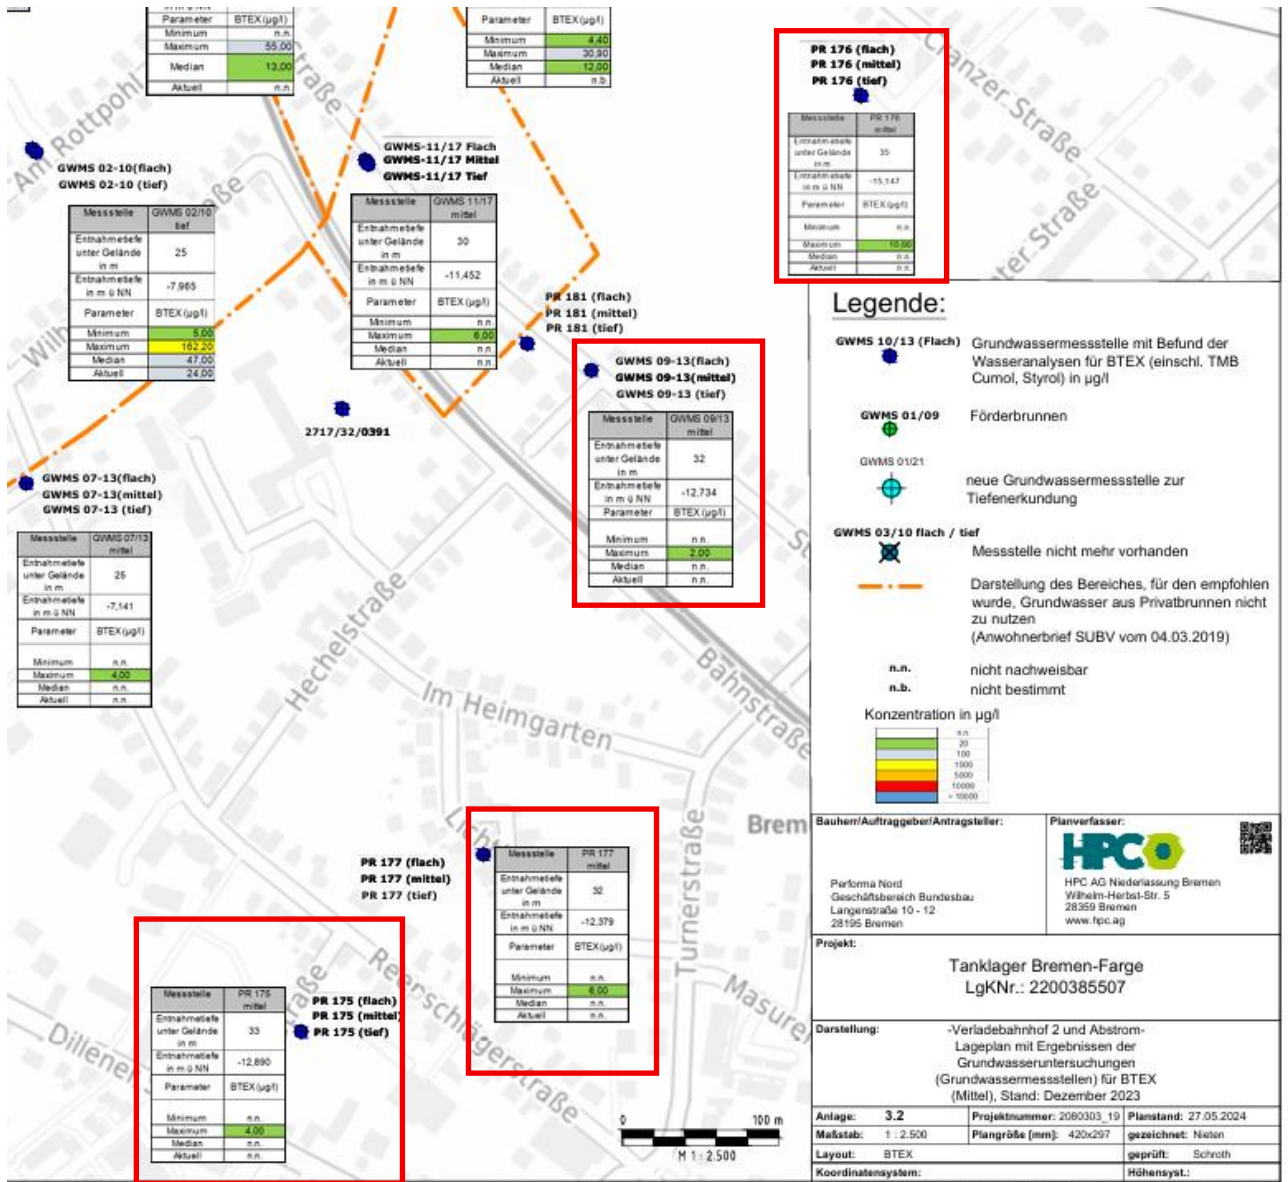 Parameter BTEX (µg/l)
Minimum n.n.
Maximum 55,00
Median 13,00
Aktuell n.n.
Parameter BTEX (µg/l)
Minimum 4,40
Maximum 30,90
Median 12,00
Aktuell n.b.
PR 176 (flach)
PR 176 (mittel)
PR 176 (tief)
Messstelle PR 176 mittel
Entnahmetiefe
unter Gelände 35
in m
Entnahmetiefe
in m ü NN -15,147
Parameter BTEX (µg/l)
Minimum n.n.
Maximum 10,00
Median n.n.
Aktuell n.n.
Cranzer Straße
Am Rottpohl
GWMS 02-10(flach)
GWMS 02-10 (tief)
Messstelle GWMS 02/10 tief
Entnahmetiefe
unter Gelände 25
in m
Entnahmetiefe
in m ü NN -7,965
Parameter BTEX (µg/l)
Minimum 5,00
Maximum 162,20
Median 47,00
Aktuell 24,00
GWMS-11/17 Flach
GWMS-11/17 Mittel
GWMS-11/17 Tief
Messstelle GWMS 11/17 mittel
Entnahmetiefe
unter Gelände 30
in m
Entnahmetiefe
in m ü NN -11,452
Parameter BTEX (µg/l)
Minimum n.n.
Maximum 6,00
Median n.n.
Aktuell n.n.
PR 181 (flach)
PR 181 (mittel)
PR 181 (tief)
GWMS 09-13(flach)
GWMS 09-13(mittel)
GWMS 09-13 (tief)
Messstelle GWMS 09/13 mittel
Entnahmetiefe
unter Gelände 32
in m
Entnahmetiefe
in m ü NN -12,734
Parameter BTEX (µg/l)
Minimum n.n.
Maximum 2,00
Median n.n.
Aktuell n.n.
2717/32/0391
GWMS 07-13(flach)
GWMS 07-13(mittel)
GWMS 07-13 (tief)
Messstelle GWMS 07/13 mittel
Entnahmetiefe
unter Gelände 25
in m
Entnahmetiefe
in m ü NN -7,141
Parameter BTEX (µg/l)
Minimum n.n.
Maximum 4,00
Median n.n.
Aktuell n.n.
Hechelstraße
Im Heimgarten
Bahnstraße
Turnerstraße
Reepschlägerstraße
Brem
PR 177 (flach)
PR 177 (mittel)
PR 177 (tief)
Messstelle PR 177 mittel
Entnahmetiefe
unter Gelände 32
in m
Entnahmetiefe
in m ü NN -12,379
Parameter BTEX (µg/l)
Minimum n.n.
Maximum 6,00
Median n.n.
Aktuell n.n.
Messstelle PR 175 mittel
Entnahmetiefe
unter Gelände 33
in m
Entnahmetiefe
in m ü NN -12,890
Parameter BTEX (µg/l)
Minimum n.n.
Maximum 4,00
Median n.n.
Aktuell n.n.
PR 175 (flach)
PR 175 (mittel)
PR 175 (tief)
0 100 m
M 1:2.500
Legende:
GWMS 10/13 (Flach) Grundwassermessstelle mit Befund der
Wasseranalysen für BTEX (einschl. TMB
Cumol, Styrol) in µg/l
GWMS 01/09 Förderbrunnen
GWMS 01/21
neue Grundwassermessstelle zur
Tiefenerkundung
GWMS 03/10 flach / tief
Messstelle nicht mehr vorhanden
Darstellung des Bereiches, für den empfohlen
wurde, Grundwasser aus Privatbrunnen nicht
zu nutzen
(Anwohnerbrief SUBV vom 04.03.2019)
n.n. nicht nachweisbar
n.b. nicht bestimmt
Konzentration in µg/l
n.n.
20
100
1000
5000
10000
> 10000
Bauherr/Auftraggeber/Antragsteller:
Performa Nord
Geschäftsbereich Bundesbau
Langenstraße 10 - 12
28195 Bremen
Planverfasser:
HPC
HPC AG Niederlassung Bremen
Wilhelm-Herbst-Str. 5
28359 Bremen
www.hpc.ag
Projekt:
Tanklager Bremen-Farge
LgKNr.: 2200385507
Darstellung: -Verladebahnhof 2 und Abstrom-
Lageplan mit Ergebnissen der
Grundwasseruntersuchungen
(Grundwassermessstellen) für BTEX
(Mittel), Stand: Dezember 2023
Anlage: 3.2 Projektnummer: 2080303_19 Planstand: 27.05.2024
Maßstab: 1 : 2.500 Plangröße [mm]: 420x297 gezeichnet: Nieten
Layout: BTEX geprüft: Schroth
Koordinatensystem: Höhensyst.: